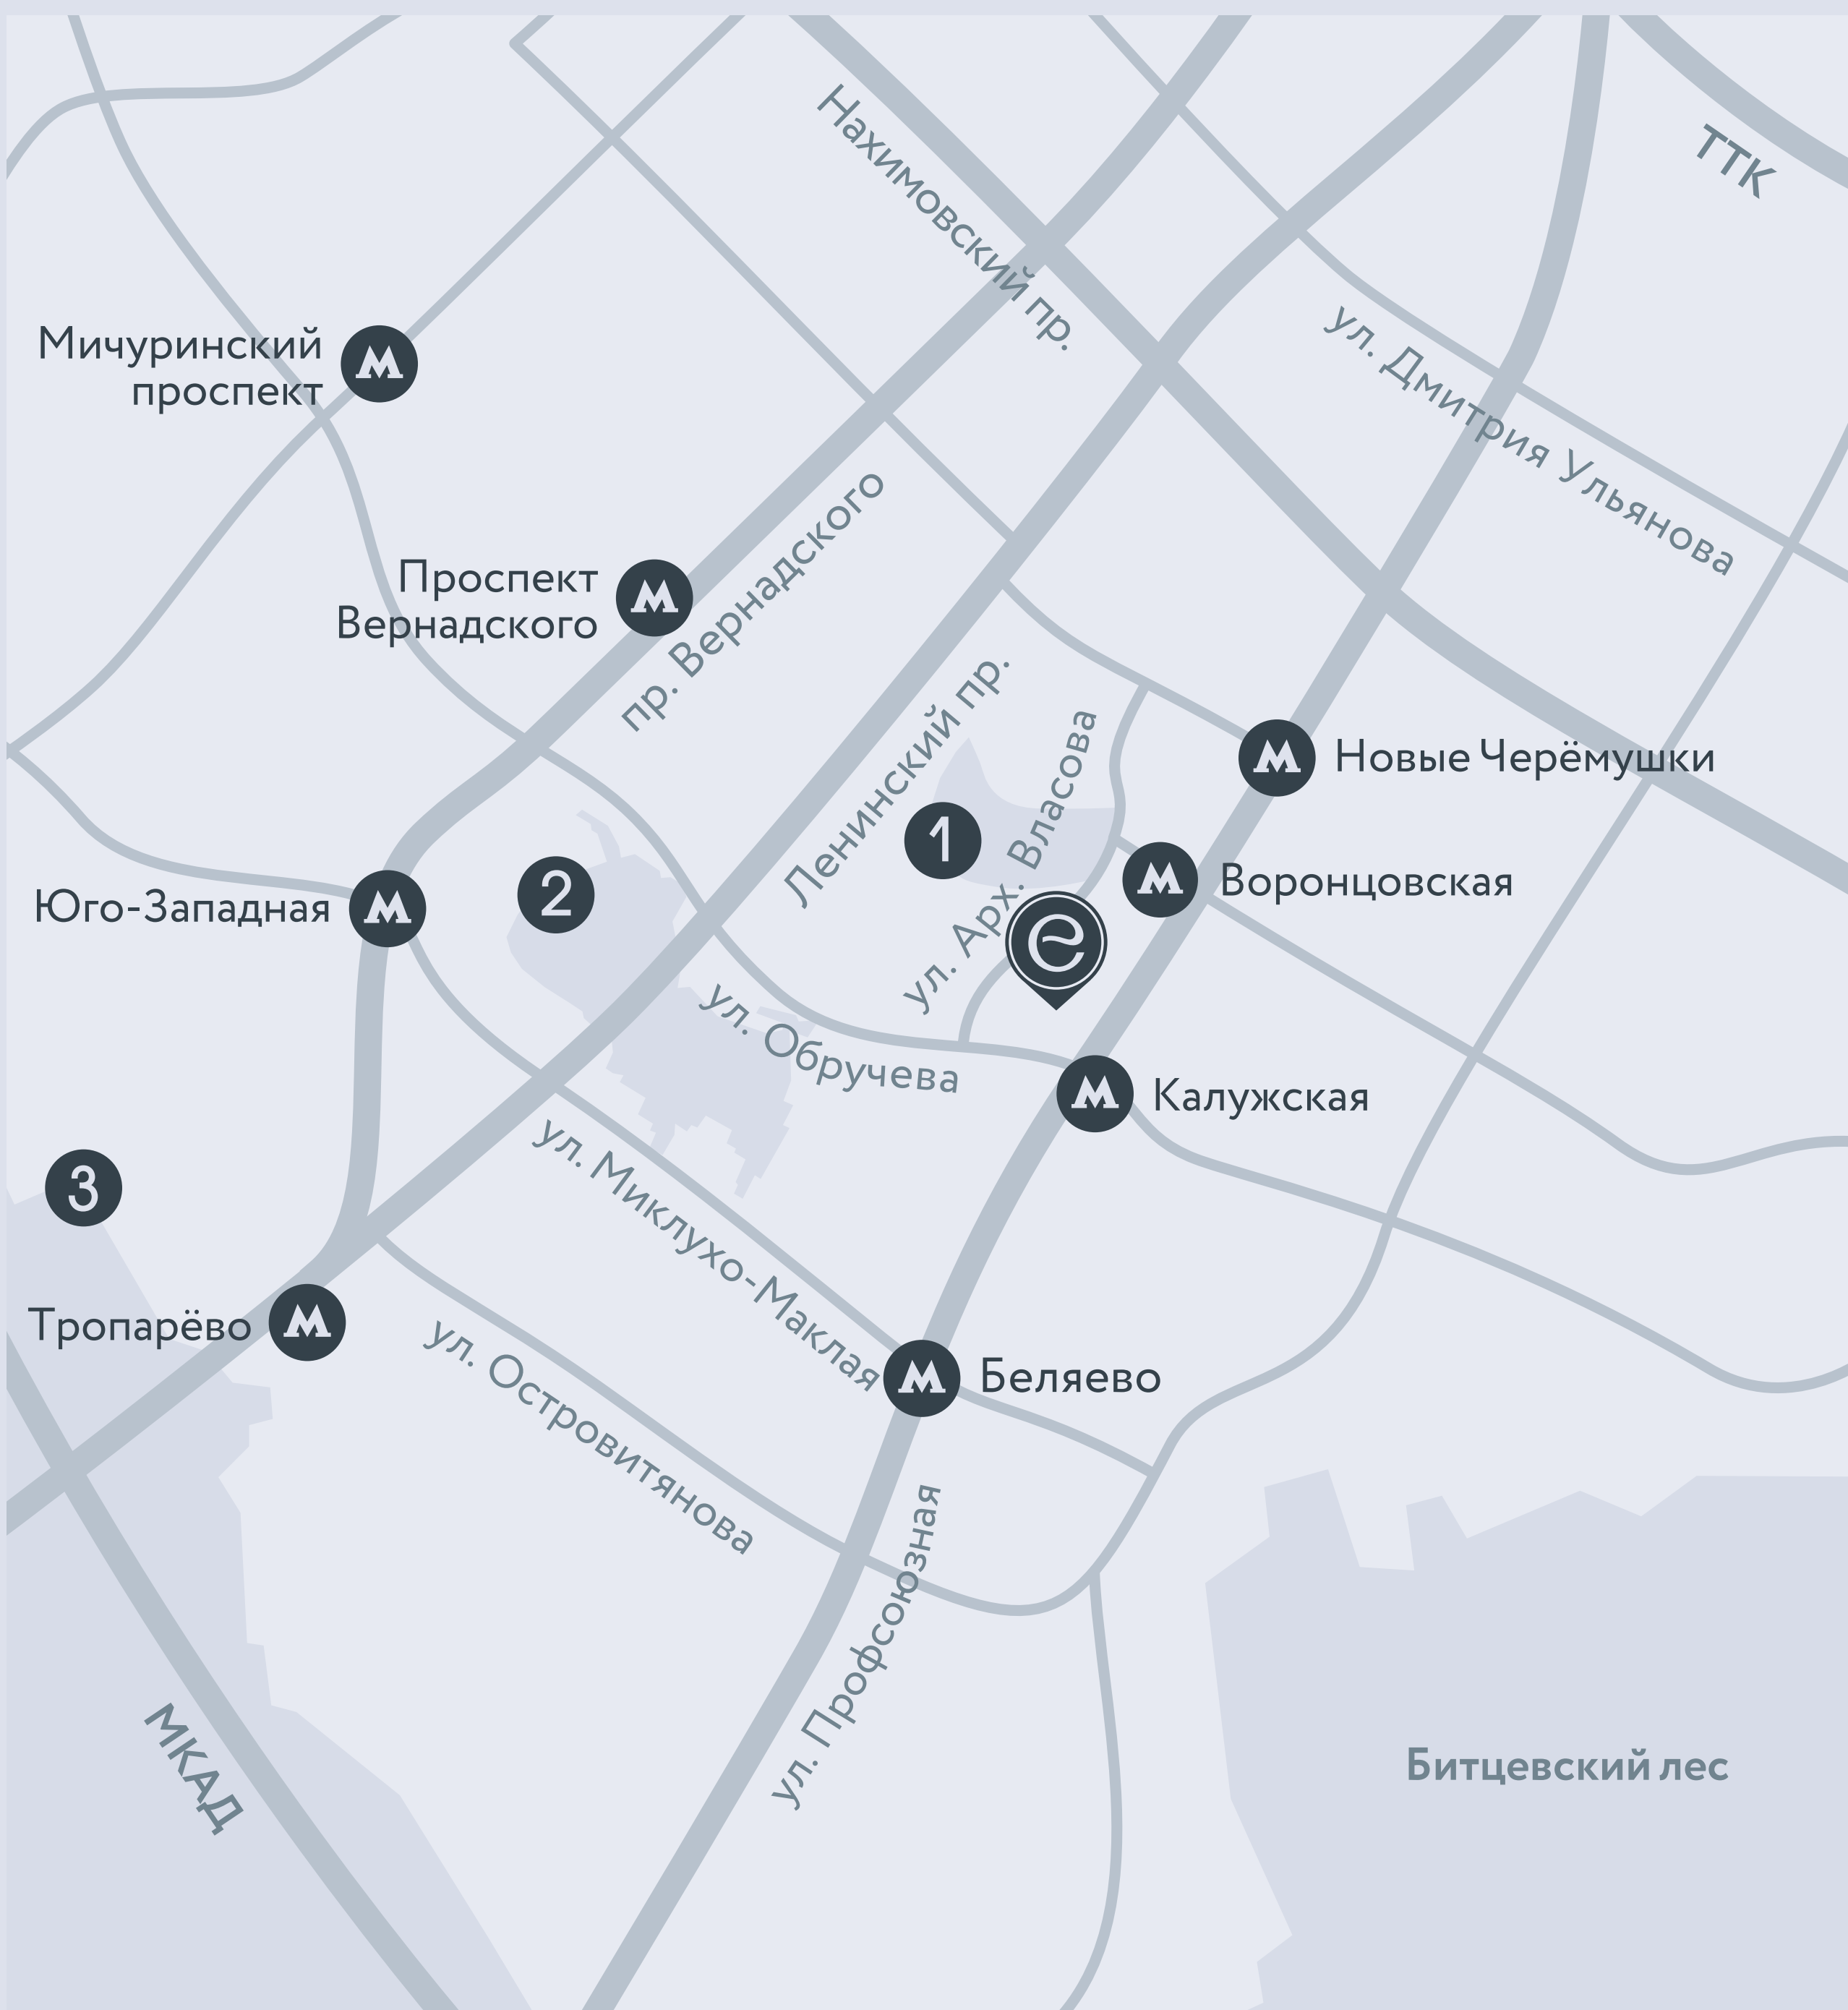 Нахимовский пр.
ТТК
ул. Дмитрия Ульянова
Мичуринский
проспект
Проспект
Вернадского
пр. Вернадского
Ленинский пр.
ул. Арх. Власова
Новые Черёмушки
1
Воронцовская
2
Юго-Западная
е
ул. Обручева
Калужская
3
ул. Миклухо-Маклая
Тропарёво
ул. Островитянова
Беляево
ул. Профсоюзная
МКАД
Битцевский лес